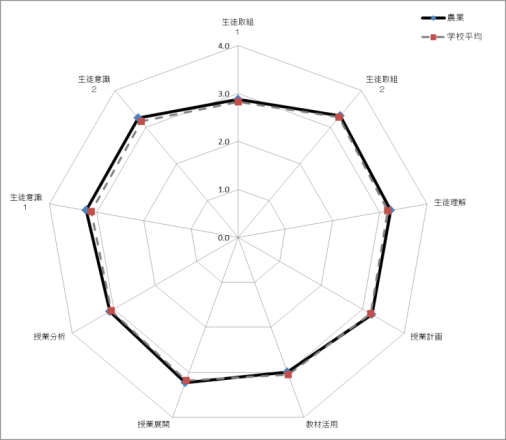 農業
学校平均
生徒取組
1
4.0
生徒意識
2
生徒取組
2
3.0
2.0
生徒意識
1
1.0
生徒理解
0.0
授業分析
授業計画
授業展開
教材活用